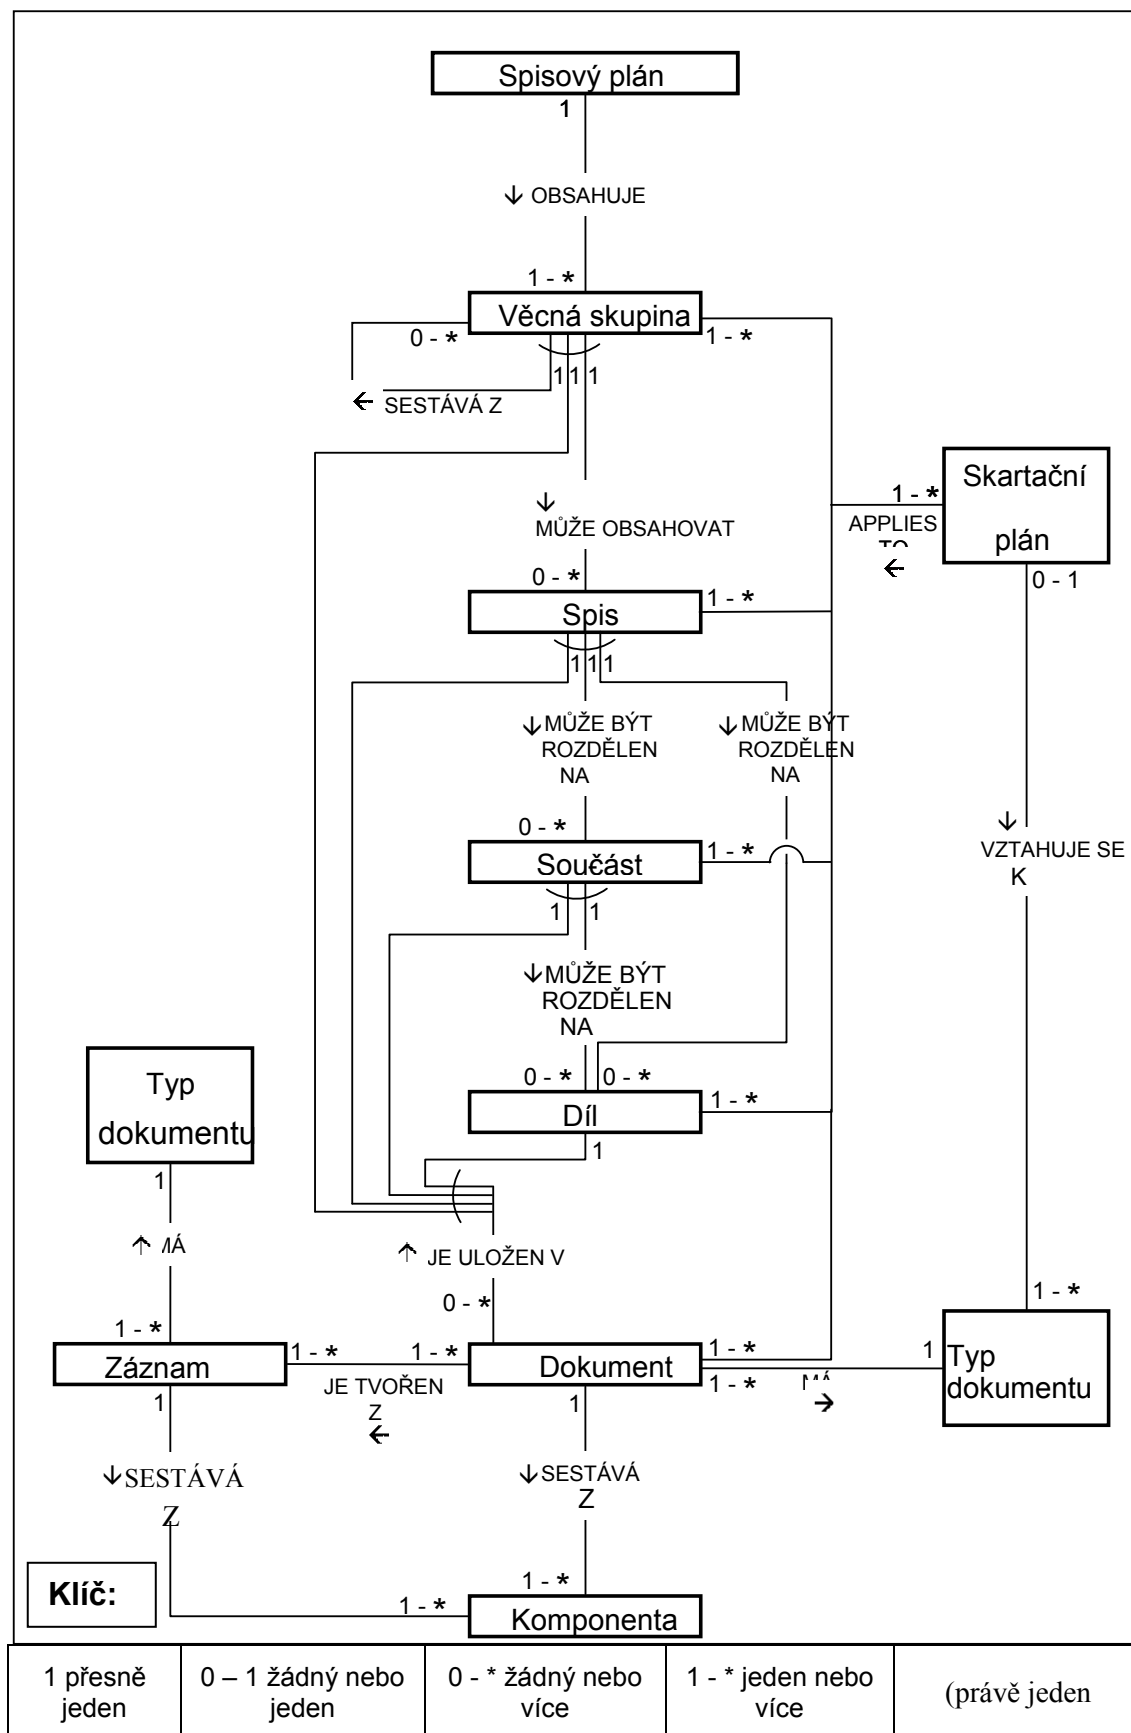 Spisový plán
1
OBSAHUJE
1 - *
Věcná skupina
0 - *
1 - *
1 1 1
SESTÁVÁ Z
Skartační
plán
1 - *
APPLIES
TO
0 - 1
MŮŽE OBSAHOVAT
0 - *
Spis
1 - *
1 1 1
MŮŽE BÝT
ROZDĚLEN
NA
MŮŽE BÝT
ROZDĚLEN
NA
0 - *
Součást
1 - *
VZTAHUJE SE
K
1 1
MŮŽE BÝT
ROZDĚLEN
NA
0 - *
0 - *
Díl
1 - *
1
Typ
dokumentu
1
MÁ
JE ULOŽEN V
0 - *
1 - *
1 - *
Záznam
1 - *
1 - *
Dokument
1 - *
1 - *
1
Typ
dokumentu
1
JE TVOŘEN
Z
1
MÁ
SESTÁVÁ
Z
SESTÁVÁ
Z
Klíč:
1 - *
1 - *
Komponenta
1 přesně
jeden
0 – 1 žádný nebo
jeden
0 - * žádný nebo
více
1 - * jeden nebo
více
(právě jeden